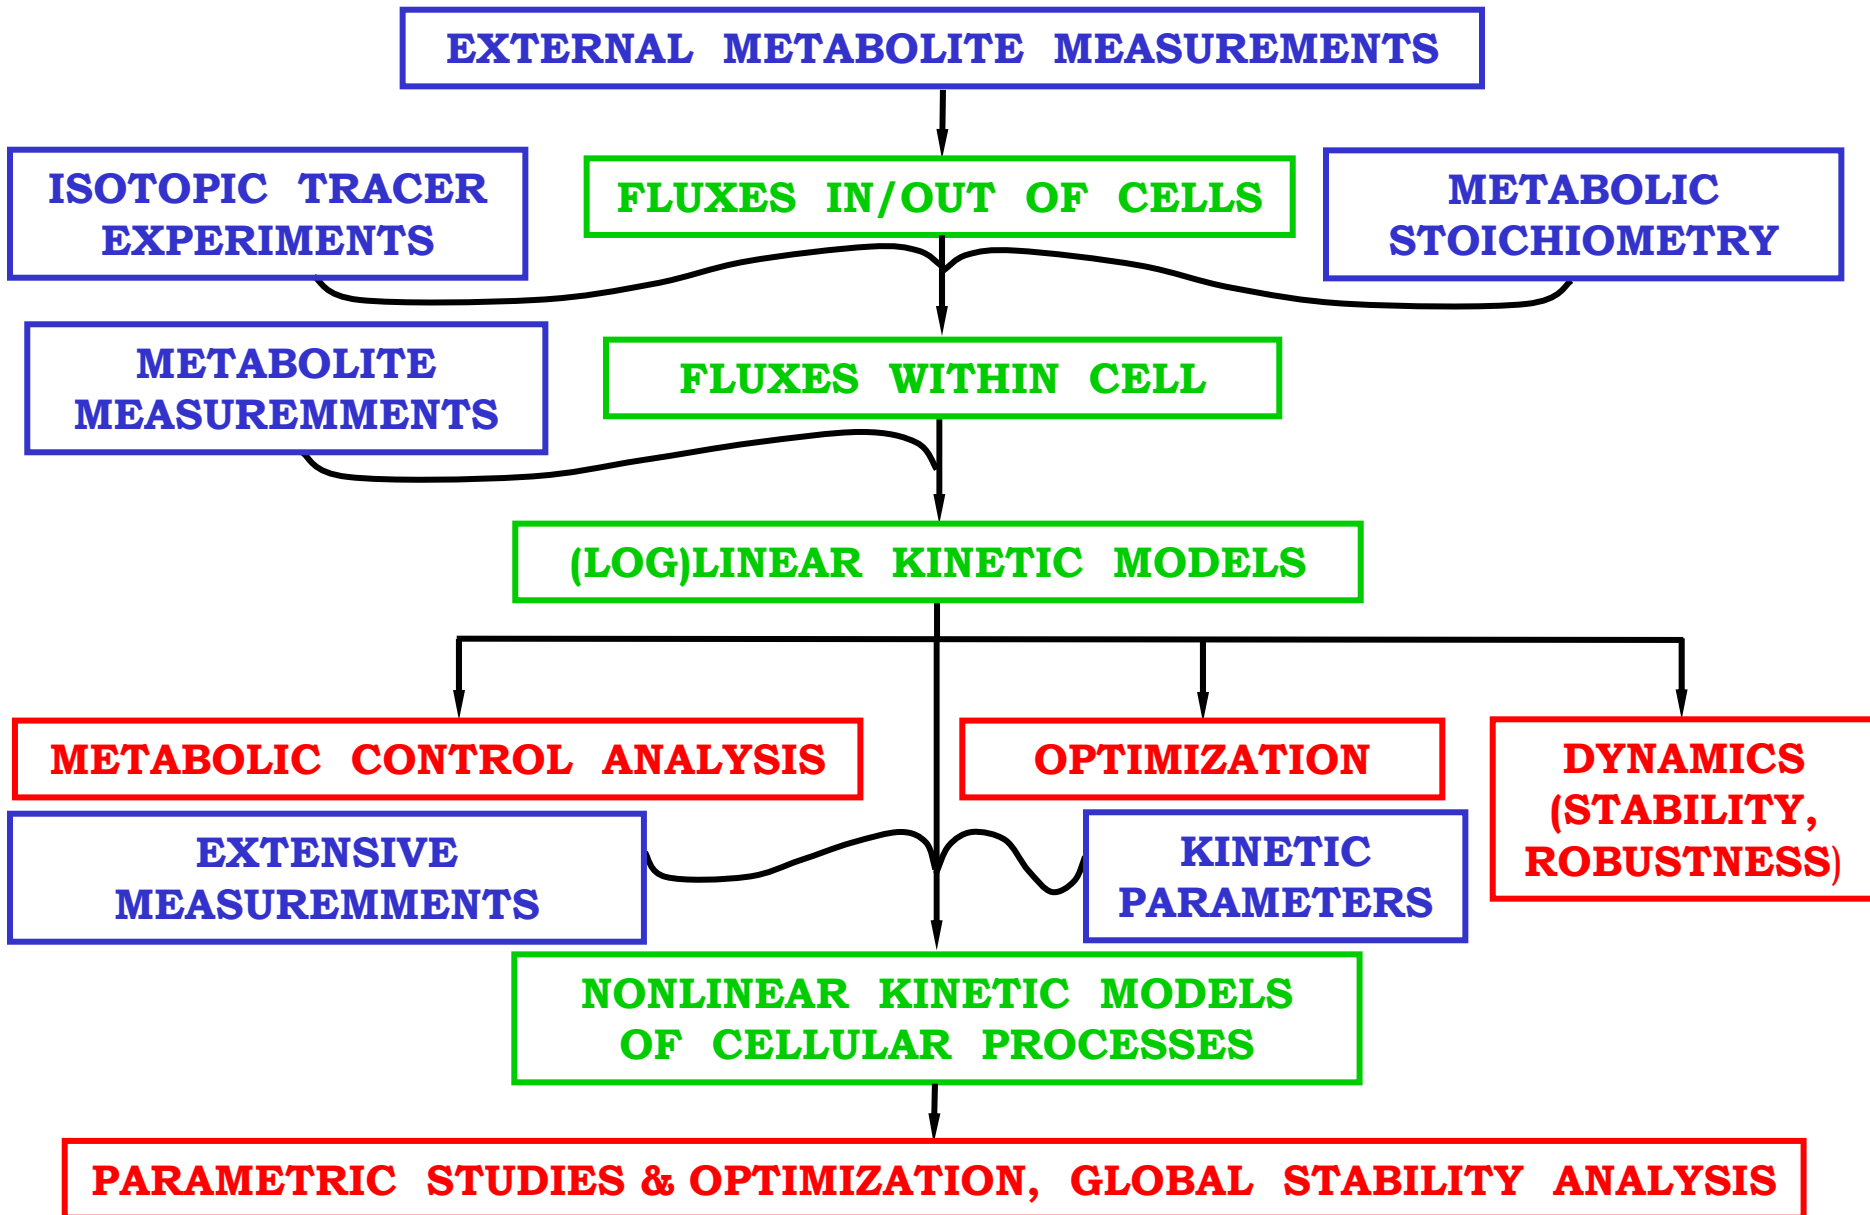 EXTERNAL METABOLITE MEASUREMENTS
ISOTOPIC TRACER
EXPERIMENTS
FLUXES IN/OUT OF CELLS
METABOLIC
STOICHIOMETRY
METABOLITE
MEASUREMMENTS
FLUXES WITHIN CELL
(LOG)LINEAR KINETIC MODELS
METABOLIC CONTROL ANALYSIS
OPTIMIZATION
DYNAMICS
(STABILITY,
ROBUSTNESS)
EXTENSIVE
MEASUREMMENTS
KINETIC
PARAMETERS
NONLINEAR KINETIC MODELS
OF CELLULAR PROCESSES
PARAMETRIC STUDIES & OPTIMIZATION, GLOBAL STABILITY ANALYSIS